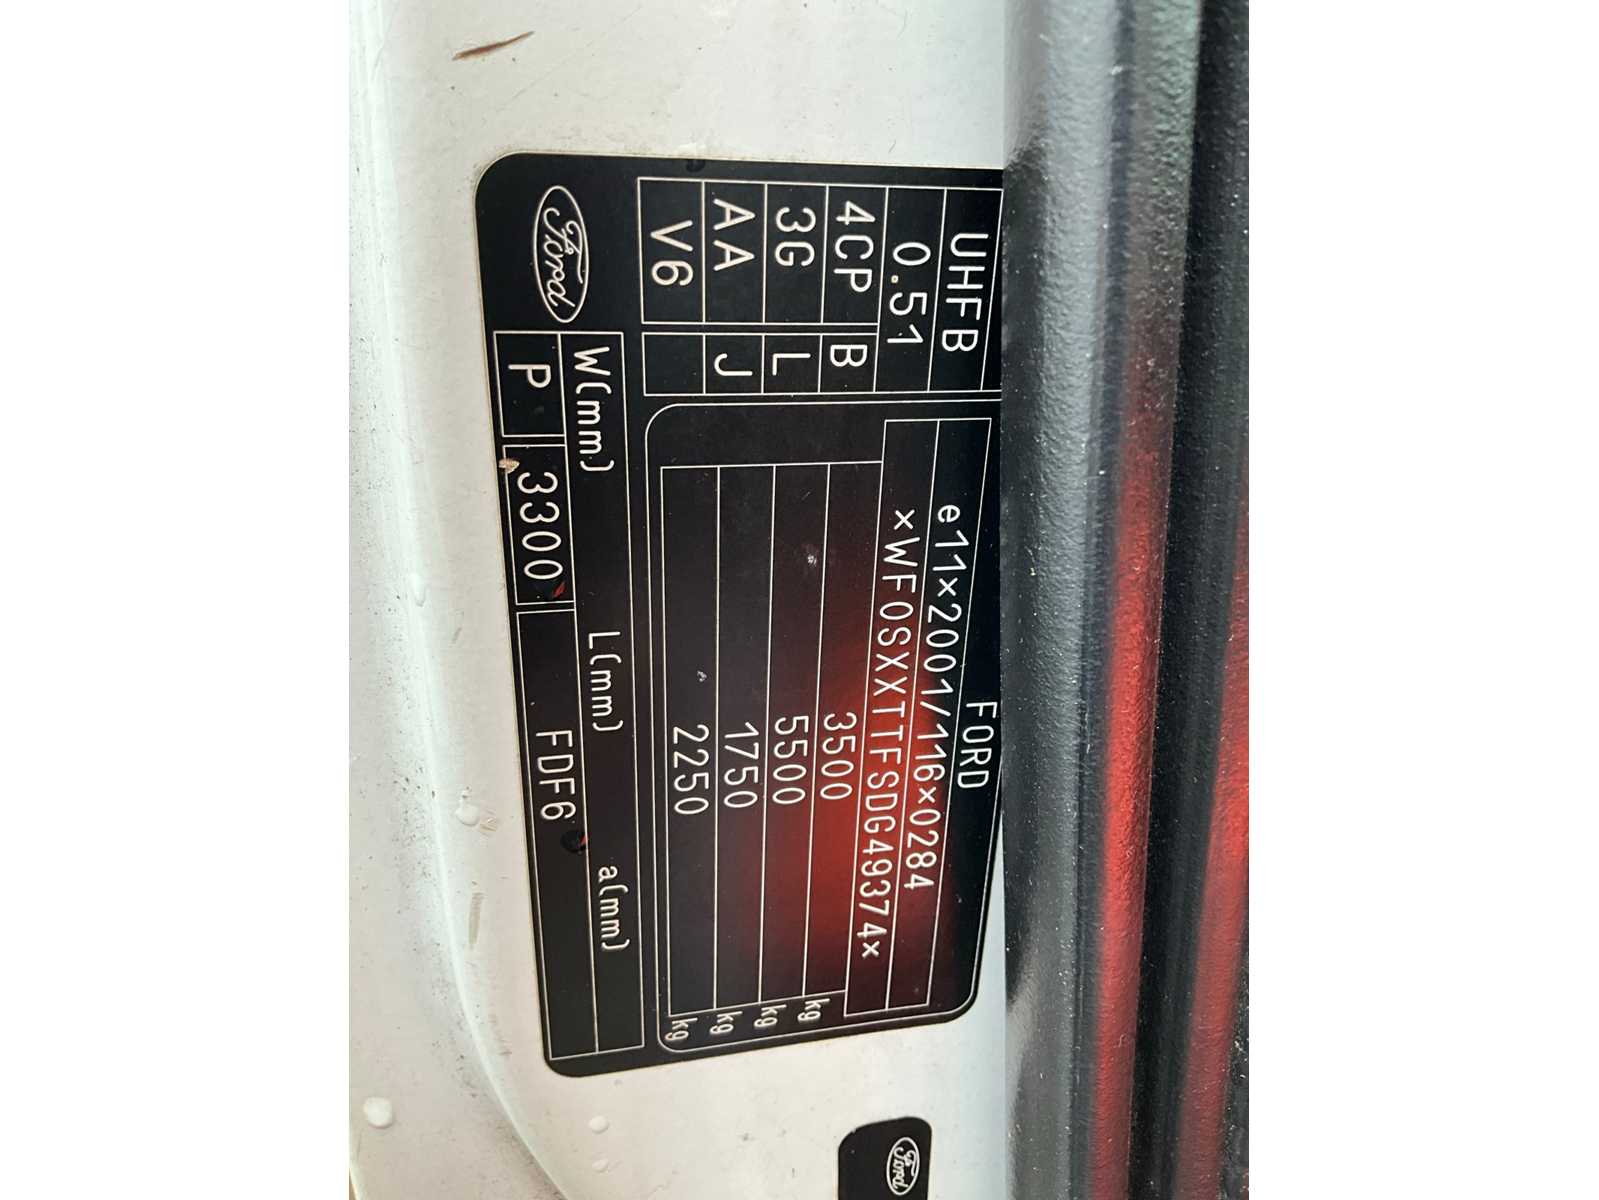 FORD
e11×2001/116×0284
×WF0SXXTTFSDG49374×
3500 kg
5500 kg
1750 kg
2250 kg
UHFB
0.51
4CP B
3G L
AA J
V6
Ford
W(mm) L(mm) a(mm)
P 3300 FDF6
Ford